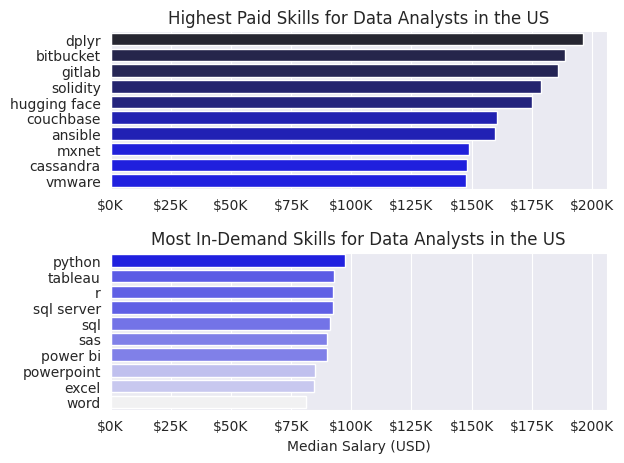 Highest Paid Skills for Data Analysts in the US
dplyr
bitbucket
gitlab
solidity
hugging face
couchbase
ansible
mxnet
cassandra
vmware
$0K $25K $50K $75K $100K $125K $150K $175K $200K
Most In-Demand Skills for Data Analysts in the US
python
tableau
r
sql server
sql
sas
power bi
powerpoint
excel
word
$0K $25K $50K $75K $100K $125K $150K $175K $200K
Median Salary (USD)